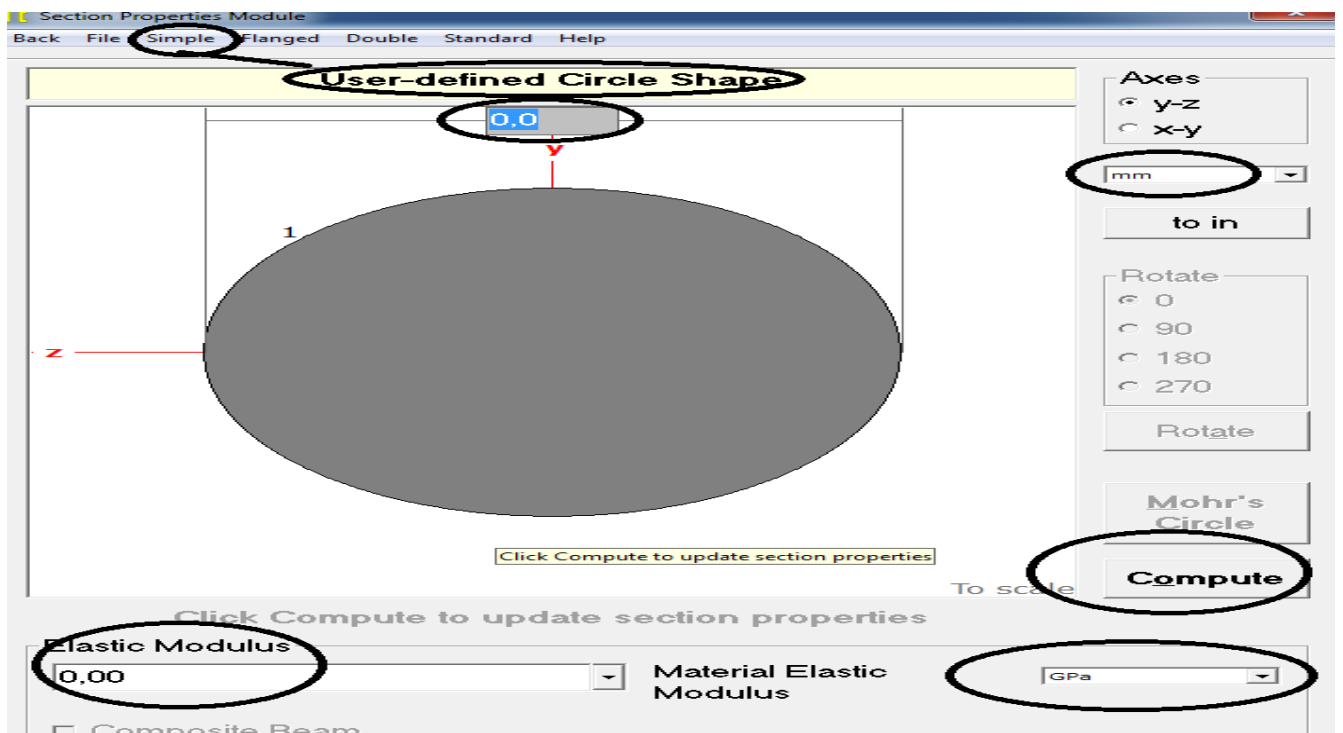 Section Properties Module
Back File Simple Flanged Double Standard Help
User-defined Circle Shape
0,0
y
1
z
Click Compute to update section properties
To scale
Axes
y-z
x-y
mm
to in
Rotate
0
90
180
270
Rotate
Mohr's
Circle
Compute
Click Compute to update section properties
Elastic Modulus
0,00
Material Elastic
Modulus
GPa
Composite Beam